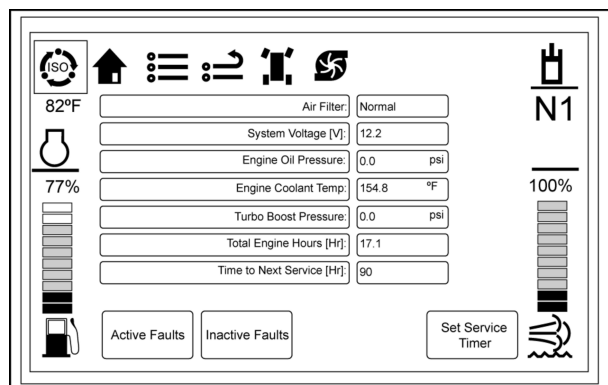 ISO
82ºF
N1
Air Filter: Normal
System Voltage [V]: 12.2
Engine Oil Pressure: 0.0 psi
77%
Engine Coolant Temp: 154.8 ºF
100%
Turbo Boost Pressure: 0.0 psi
Total Engine Hours [Hr]: 17.1
Time to Next Service [Hr]: 90
Active Faults
Inactive Faults
Set Service
Timer